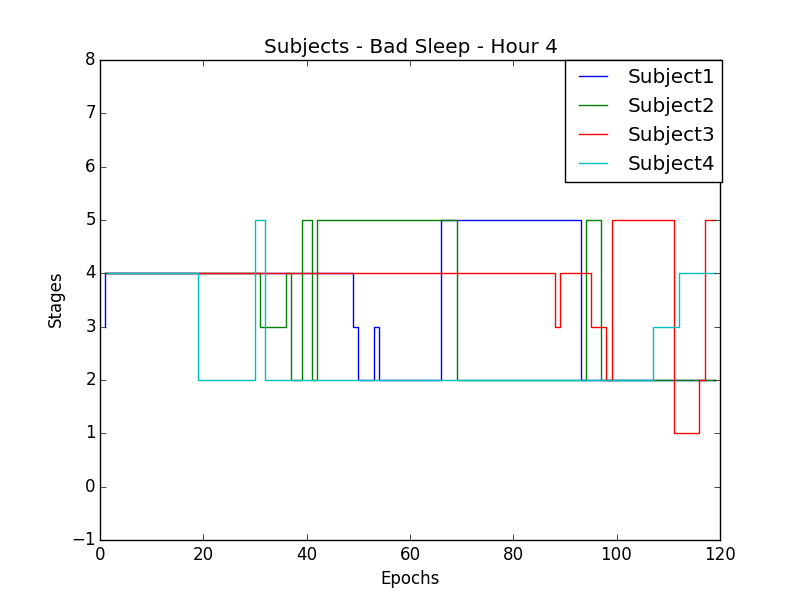 Subjects - Bad Sleep - Hour 4
8
7
6
5
4
3
2
1
0
−1
Stages
Subject1
Subject2
Subject3
Subject4
0 20 40 60 80 100 120
Epochs